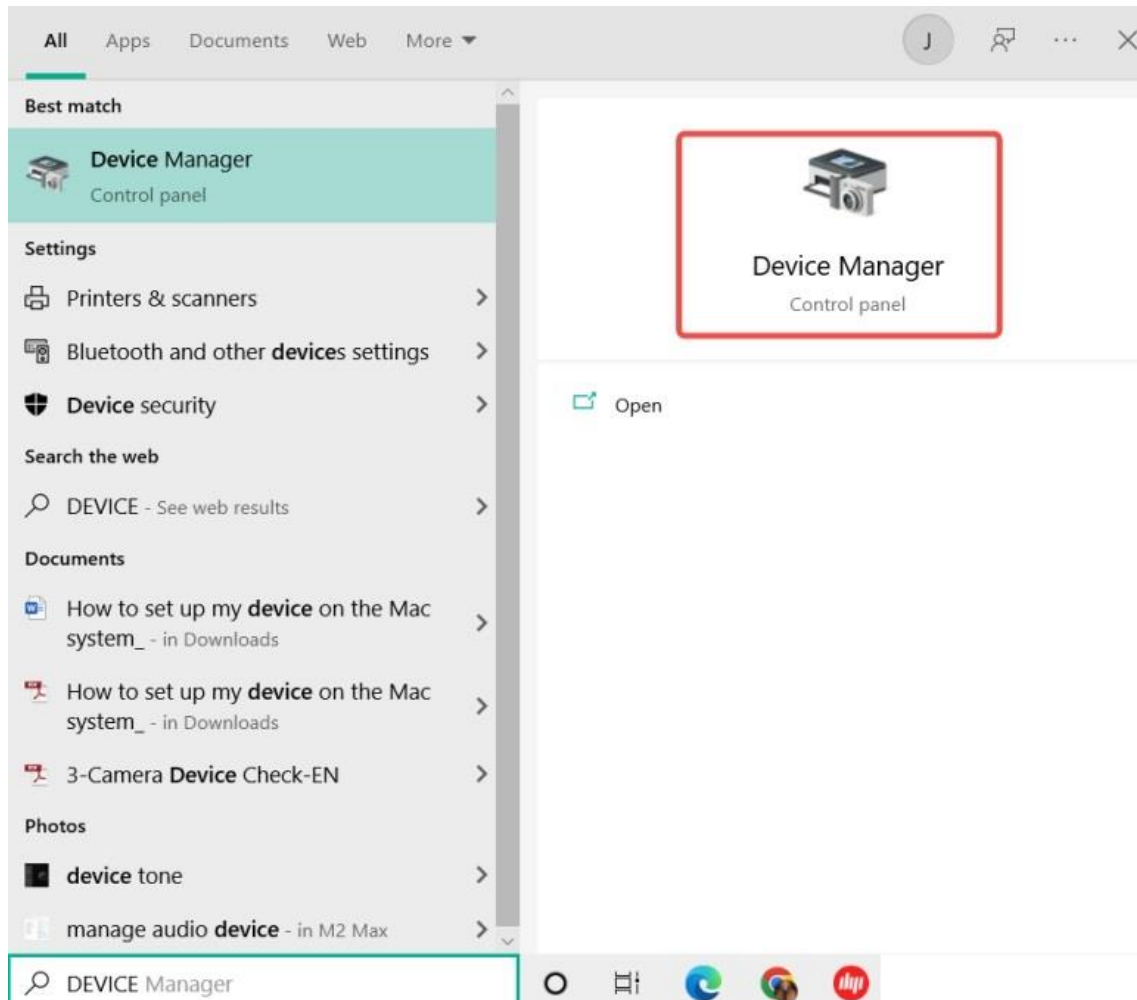 All Apps Documents Web More J
Best match
Device Manager
Control panel
Settings
Printers & scanners
Bluetooth and other devices settings
Device security
Search the web
DEVICE - See web results
Documents
How to set up my device on the Mac
system_ - in Downloads
How to set up my device on the Mac
system_ - in Downloads
3-Camera Device Check-EN
Photos
device tone
manage audio device - in M2 Max
DEVICE Manager
Device Manager
Control panel
Open